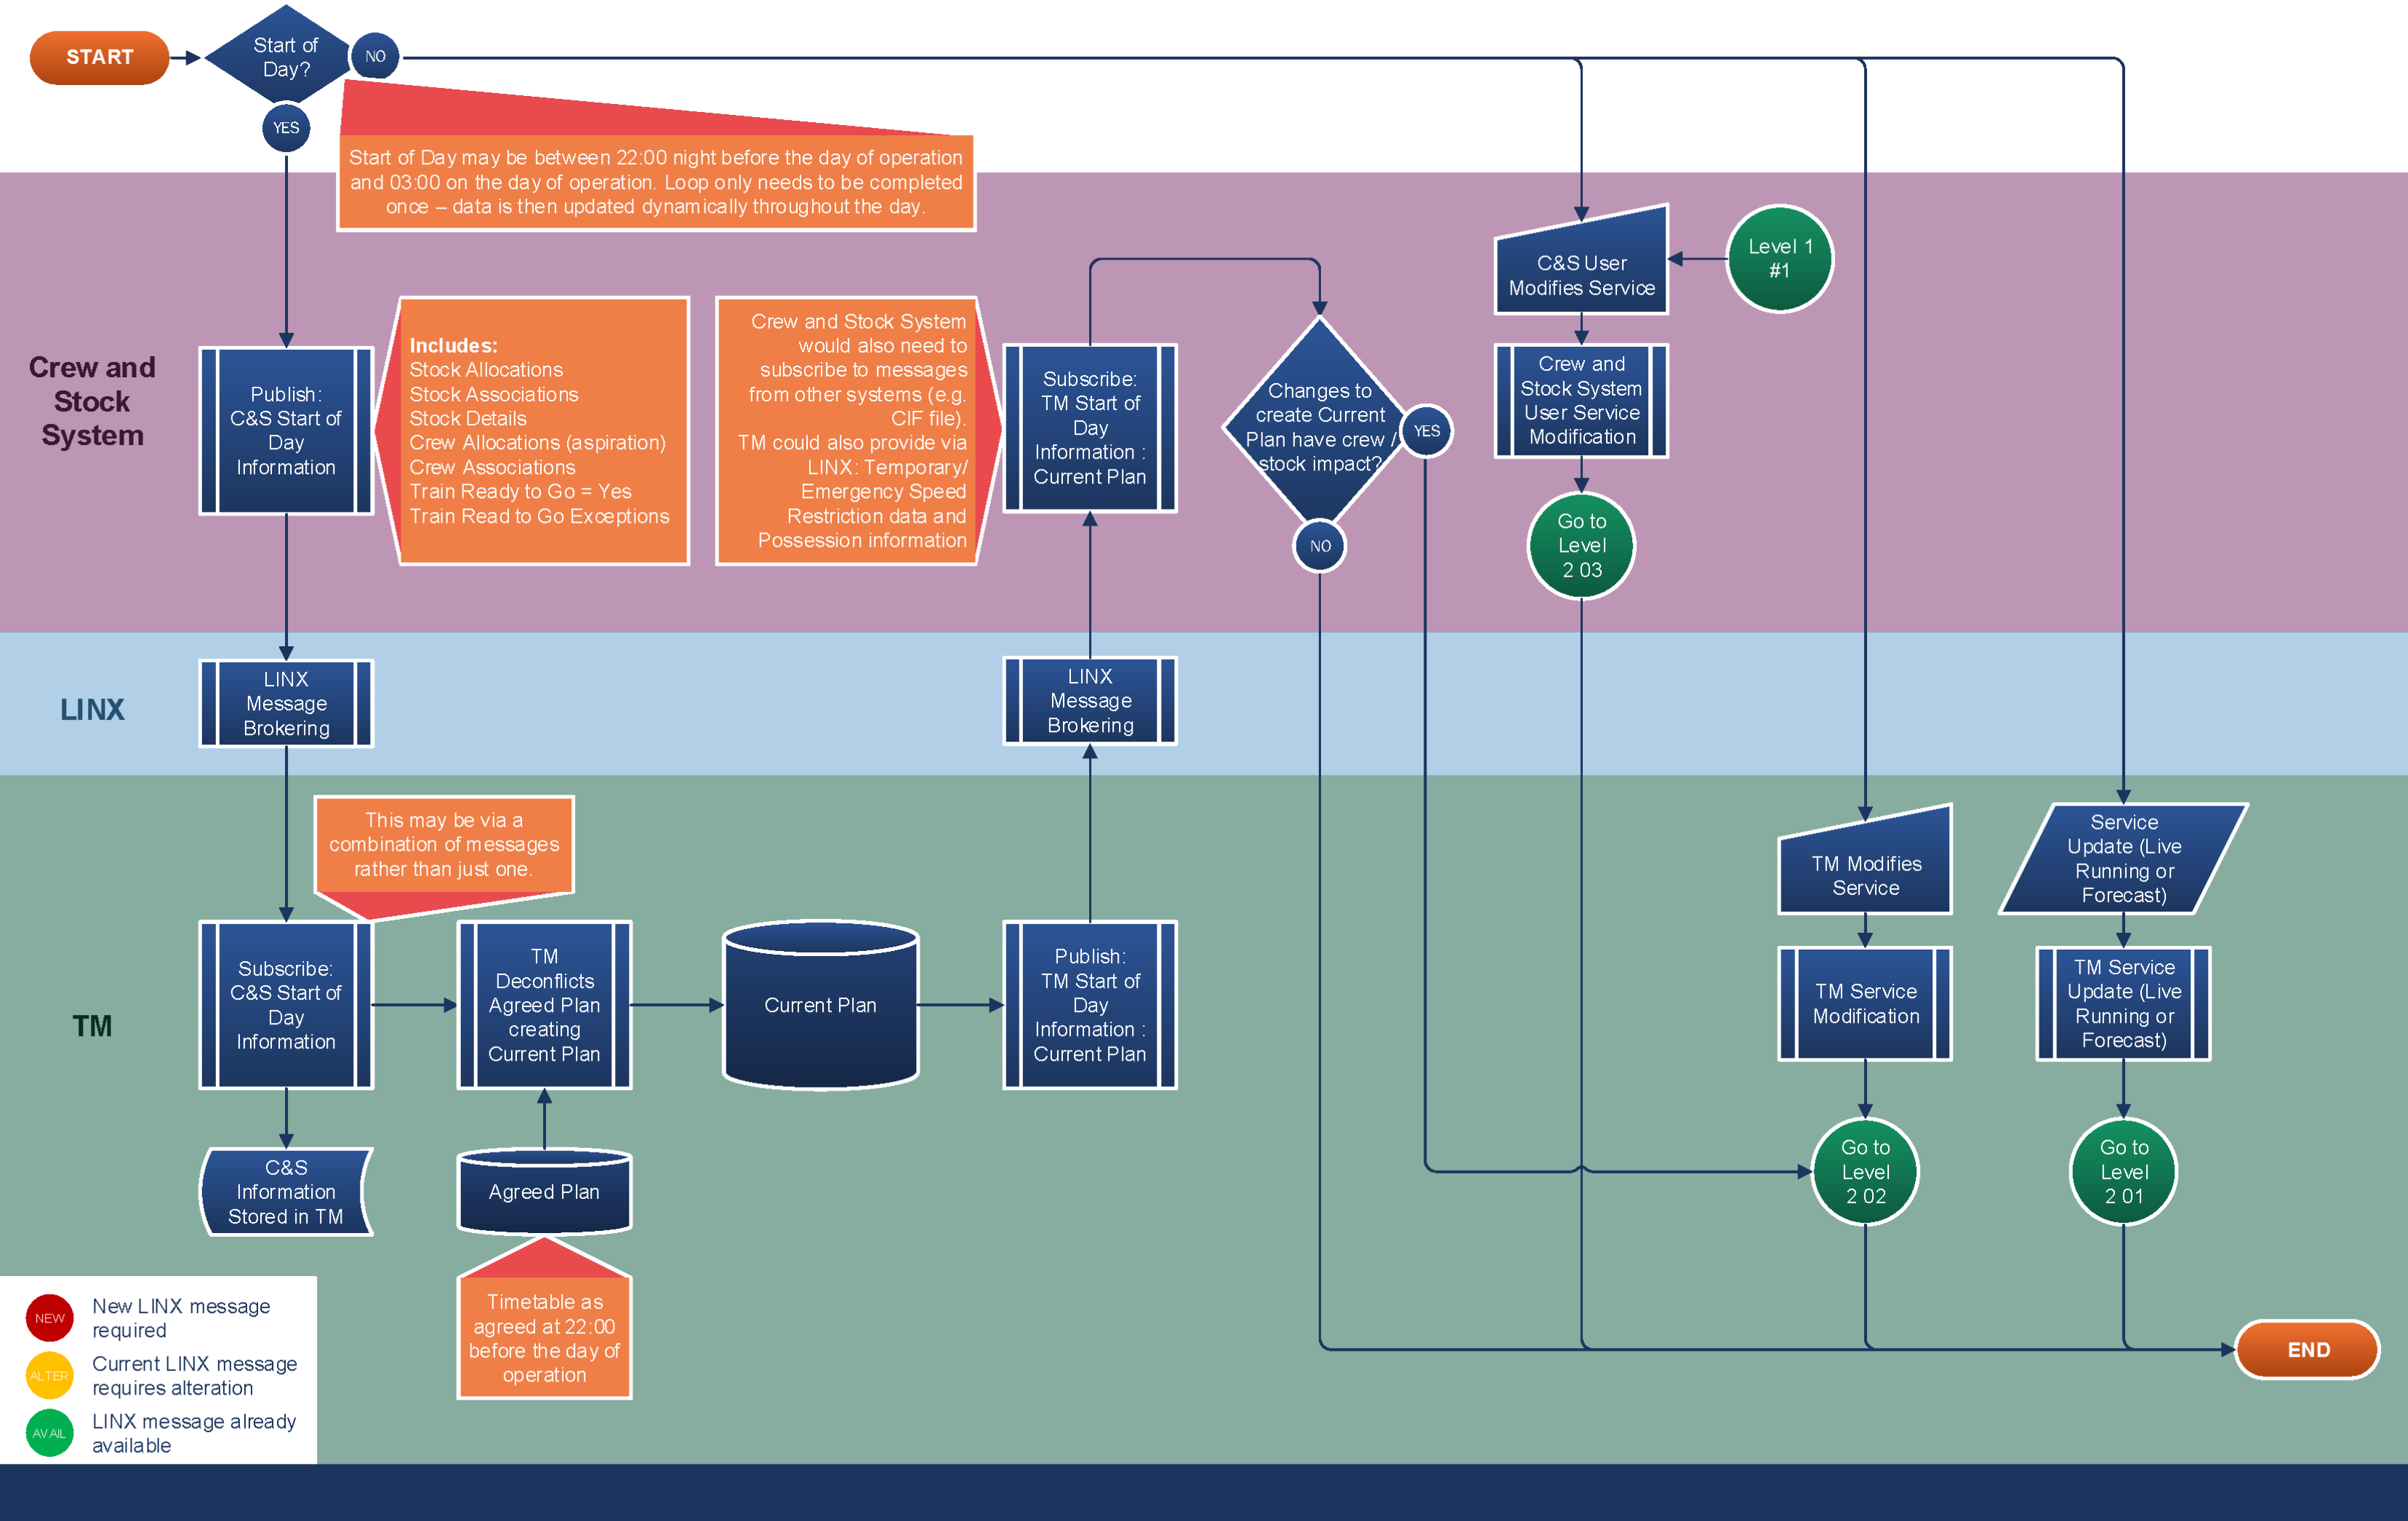 START
Start of
Day?
NO
YES
Start of Day may be between 22:00 night before the day of operation
and 03:00 on the day of operation. Loop only needs to be completed
once – data is then updated dynamically throughout the day.
Crew and
Stock
System
Publish:
C&S Start of
Day
Information
Includes:
Stock Allocations
Stock Associations
Stock Details
Crew Allocations (aspiration)
Crew Associations
Train Ready to Go = Yes
Train Read to Go Exceptions
Crew and Stock System
would also need to
subscribe to messages
from other systems (e.g.
CIF file).
TM could also provide via
LINX: Temporary/
Emergency Speed
Restriction data and
Possession information
Subscribe:
TM Start of
Day
Information :
Current Plan
Changes to
create Current
Plan have crew /
stock impact?
YES
NO
C&S User
Modifies Service
Level 1
#1
Crew and
Stock System
User Service
Modification
Go to
Level
2 03
LINX
LINX
Message
Brokering
LINX
Message
Brokering
TM
This may be via a
combination of messages
rather than just one.
Subscribe:
C&S Start of
Day
Information
TM
Deconflicts
Agreed Plan
creating
Current Plan
Current Plan
Publish:
TM Start of
Day
Information :
Current Plan
TM Modifies
Service
Service
Update (Live
Running or
Forecast)
TM Service
Modification
TM Service
Update (Live
Running or
Forecast)
C&S
Information
Stored in TM
Agreed Plan
Go to
Level
2 02
Go to
Level
2 01
Timetable as
agreed at 22:00
before the day of
operation
END
NEW
New LINX message
required
ALTER
Current LINX message
requires alteration
AVAIL
LINX message already
available